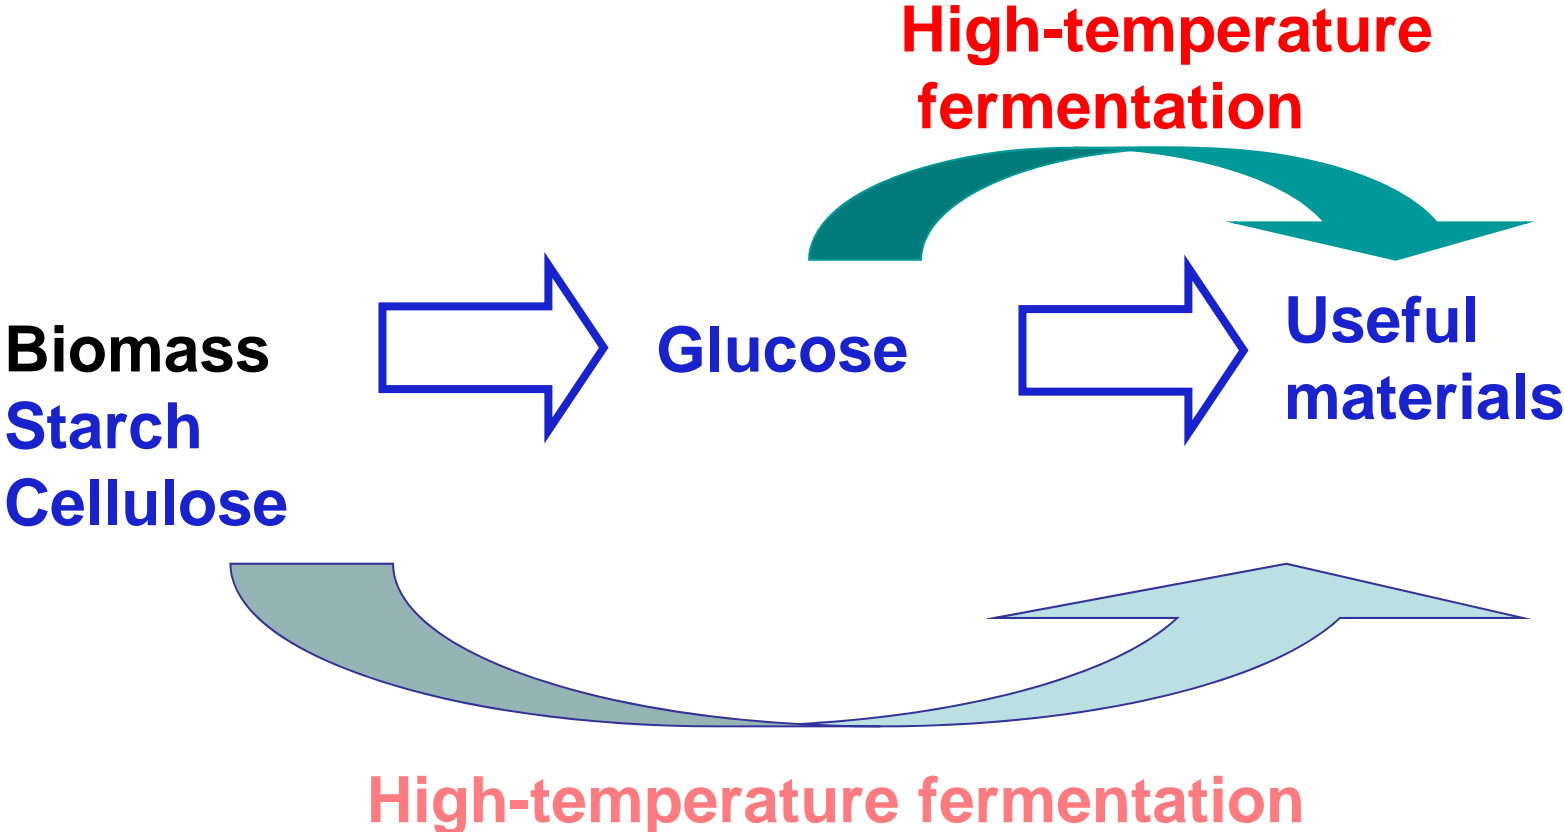 High-temperature
fermentation
Biomass
Starch
Cellulose
Glucose
Useful
materials
High-temperature fermentation